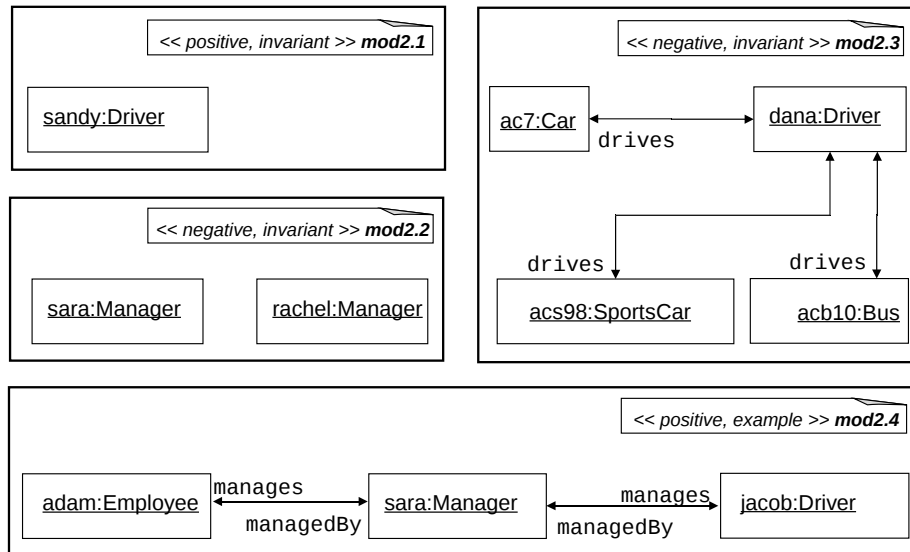 << positive, invariant >> mod2.1
sandy:Driver
<< negative, invariant >> mod2.2
sara:Manager
rachel:Manager
<< negative, invariant >> mod2.3
ac7:Car
dana:Driver
drives
drives
drives
acs98:SportsCar
acb10:Bus
<< positive, example >> mod2.4
adam:Employee
manages
managedBy
sara:Manager
manages
managedBy
jacob:Driver